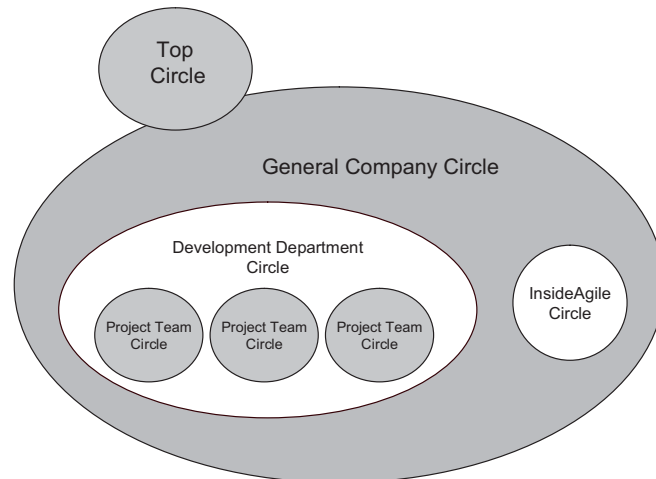 Top
Circle
General Company Circle
Development Department
Circle
InsideAgile
Circle
Project Team
Circle
Project Team
Circle
Project Team
Circle